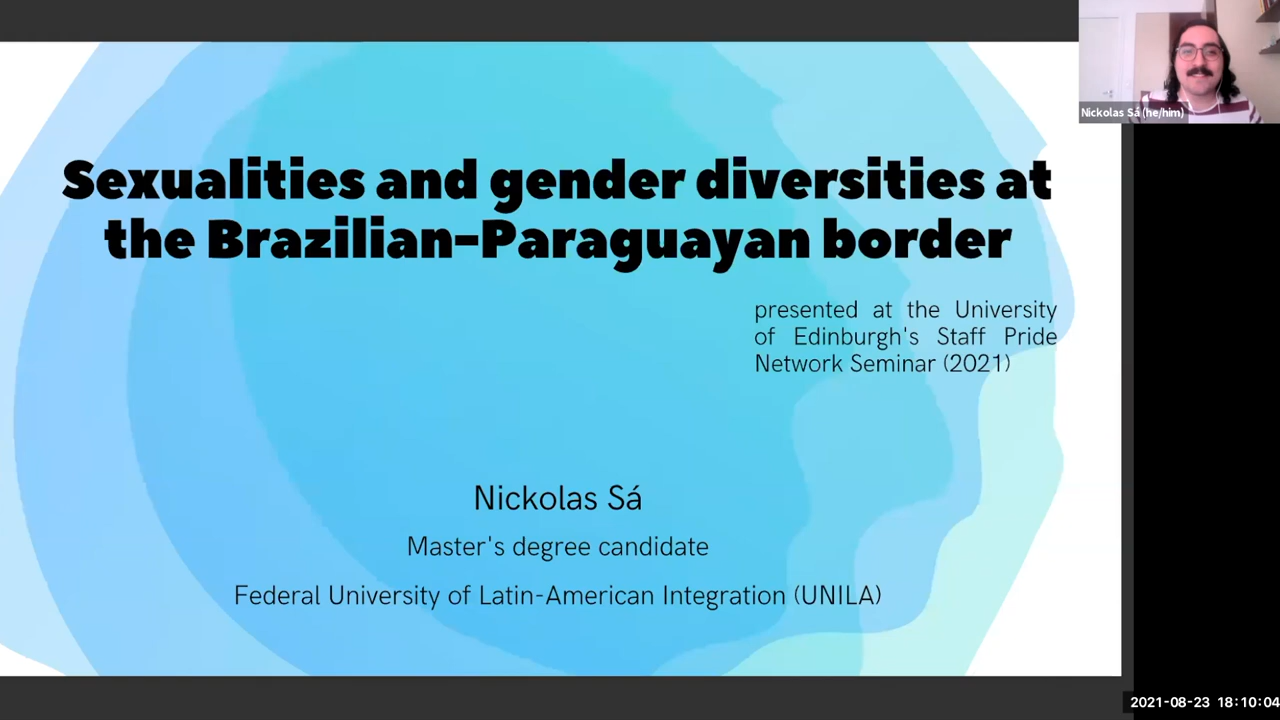 Sexualities and gender diversities at
the Brazilian-Paraguayan border
presented at the University
of Edinburgh's Staff Pride
Network Seminar (2021)
Nickolas Sá
Master's degree candidate
Federal University of Latin-American Integration (UNILA)
Nickolas Sá (he/him)
2021-08-23 18:10:04